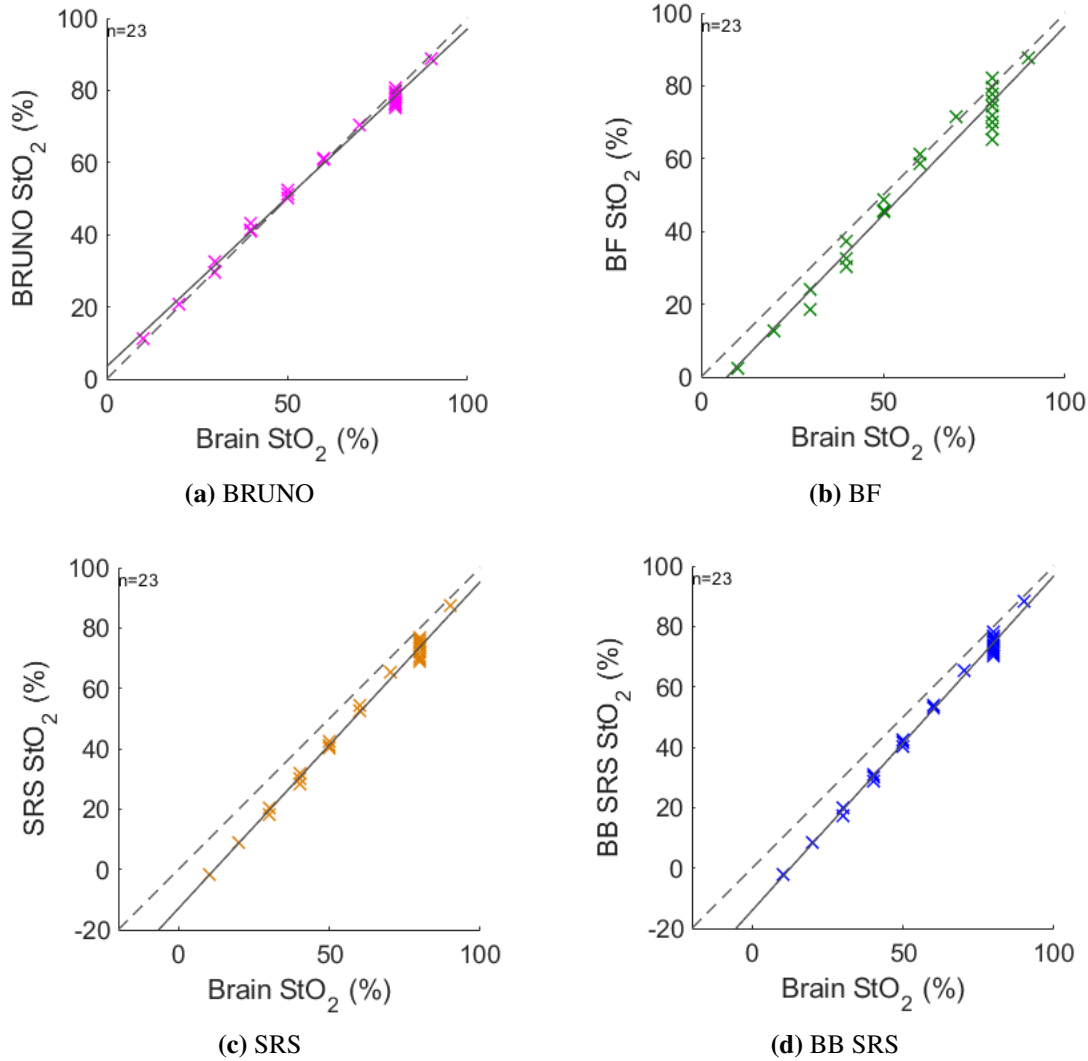 100
80
60
40
20
0
n=23
BRUNO StO2 (%)
0
50
100
Brain StO2 (%)
(a) BRUNO
100
80
60
40
20
0
n=23
BF StO2 (%)
0
50
100
Brain StO2 (%)
(b) BF
100
80
60
40
20
0
-20
n=23
SRS StO2 (%)
0
50
100
Brain StO2 (%)
(c) SRS
100
80
60
40
20
0
-20
n=23
BB SRS StO2 (%)
0
50
100
Brain StO2 (%)
(d) BB SRS